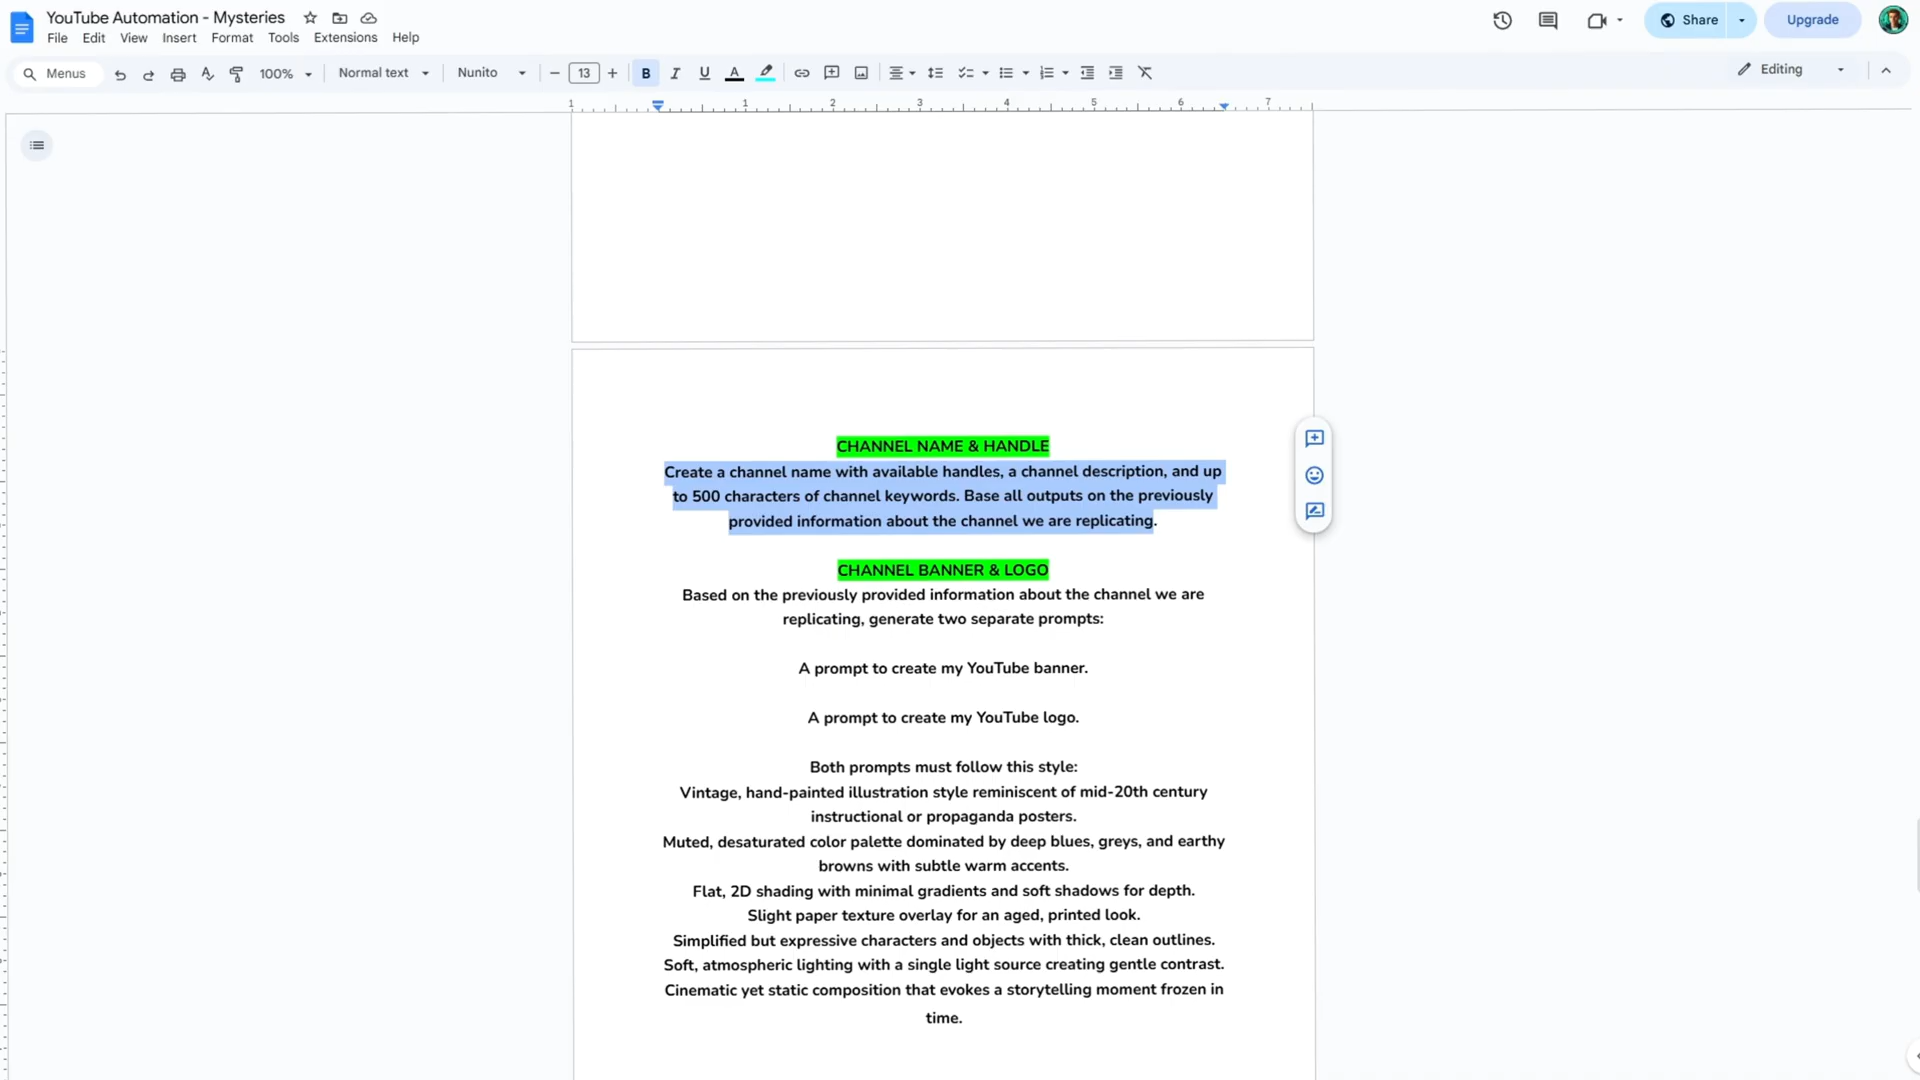 YouTube Automation - Mysteries
File Edit View Insert Format Tools Extensions Help
Share
Upgrade
Menus
100%
Normal text
Nunito
13
B
I
U
A
Editing
1 1 2 3 4 5 6 7
CHANNEL NAME & HANDLE
Create a channel name with available handles, a channel description, and up
to 500 characters of channel keywords. Base all outputs on the previously
provided information about the channel we are replicating.
CHANNEL BANNER & LOGO
Based on the previously provided information about the channel we are
replicating, generate two separate prompts:
A prompt to create my YouTube banner.
A prompt to create my YouTube logo.
Both prompts must follow this style:
Vintage, hand-painted illustration style reminiscent of mid-20th century
instructional or propaganda posters.
Muted, desaturated color palette dominated by deep blues, greys, and earthy
browns with subtle warm accents.
Flat, 2D shading with minimal gradients and soft shadows for depth.
Slight paper texture overlay for an aged, printed look.
Simplified but expressive characters and objects with thick, clean outlines.
Soft, atmospheric lighting with a single light source creating gentle contrast.
Cinematic yet static composition that evokes a storytelling moment frozen in
time.